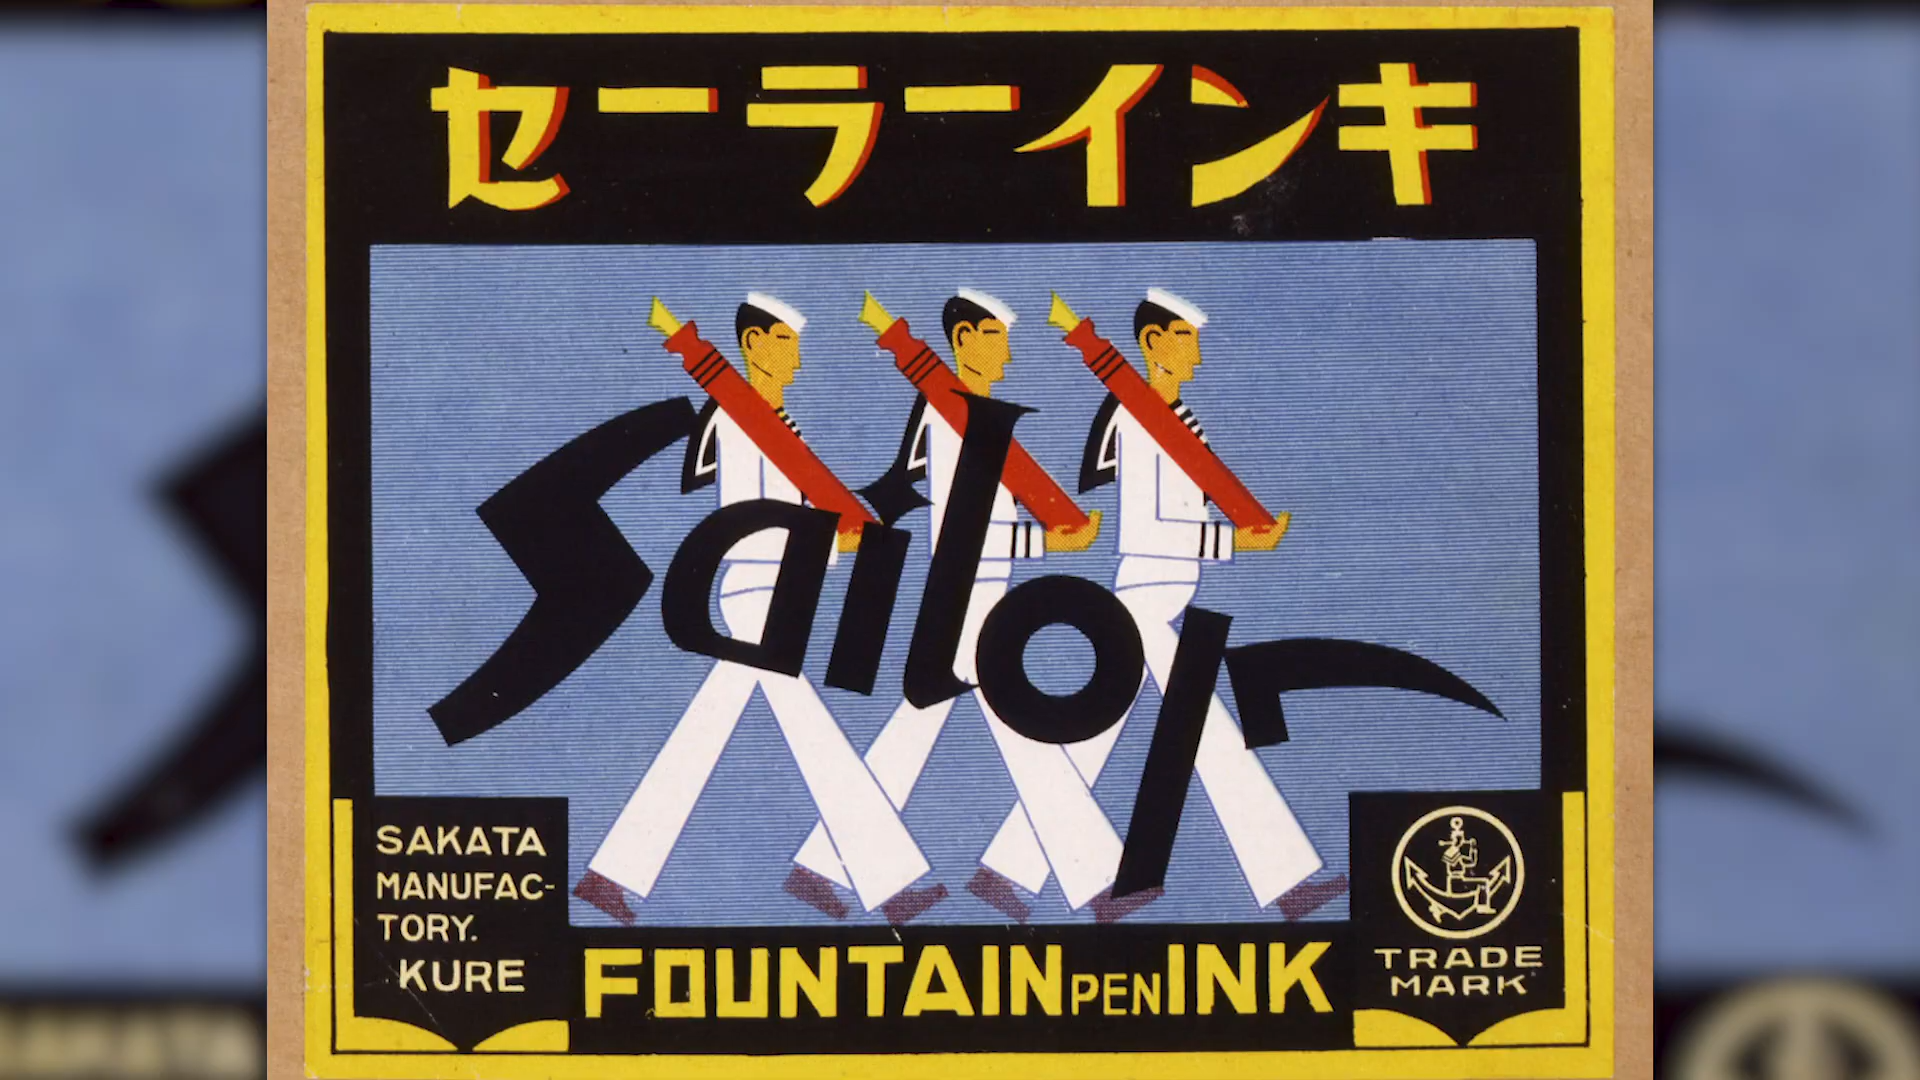 セーラーインキ
Sailor
SAKATA
MANUFAC-
TORY.
KURE
FOUNTAIN PEN INK
TRADE
MARK